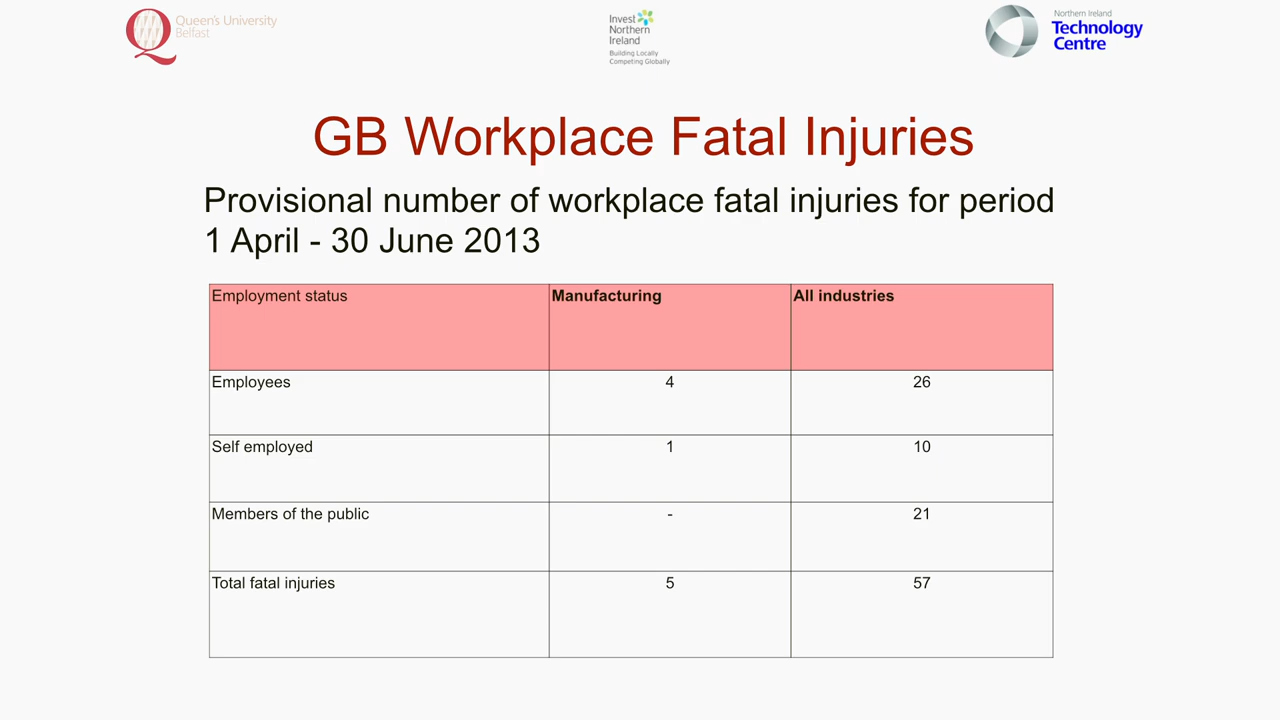 Queen's University
Belfast
Invest
Northern
Ireland
Building Locally
Competing Globally
Northern Ireland
Technology
Centre
GB Workplace Fatal Injuries
Provisional number of workplace fatal injuries for period
1 April - 30 June 2013
Employment status Manufacturing All industries
Employees 4 26
Self employed 1 10
Members of the public - 21
Total fatal injuries 5 57